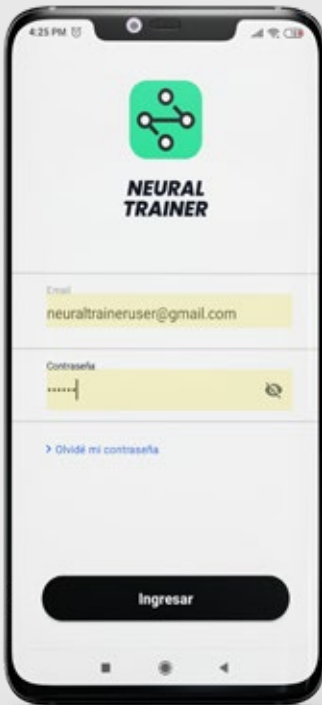 4:25 PM
NEURAL
TRAINER
Email
neuraltraineruser@gmail.com
Contraseña
······
> Olvidé mi contraseña
Ingresar